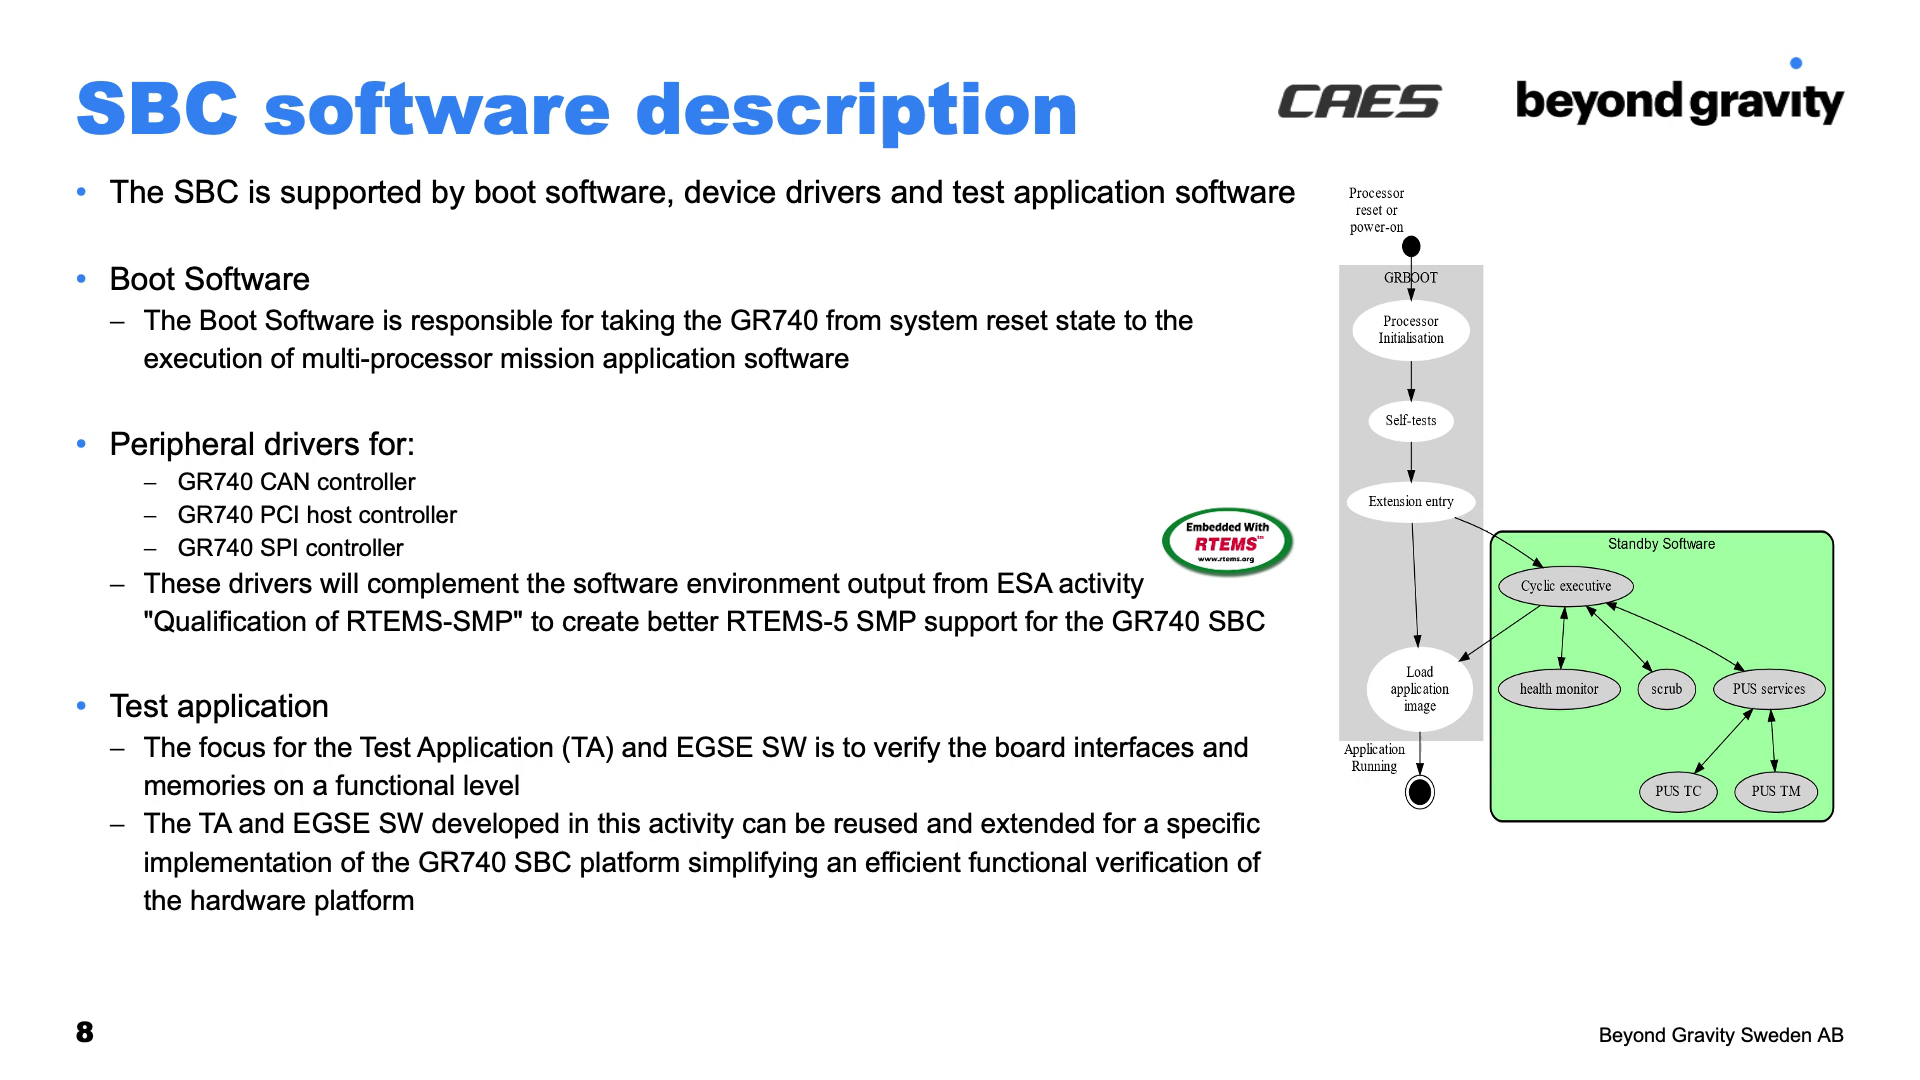 SBC software description
CAES
beyond gravity
• The SBC is supported by boot software, device drivers and test application software
• Boot Software
– The Boot Software is responsible for taking the GR740 from system reset state to the
execution of multi-processor mission application software
• Peripheral drivers for:
– GR740 CAN controller
– GR740 PCI host controller
– GR740 SPI controller
– These drivers will complement the software environment output from ESA activity
"Qualification of RTEMS-SMP" to create better RTEMS-5 SMP support for the GR740 SBC
Embedded With
RTEMS℠
www.rtems.org
• Test application
– The focus for the Test Application (TA) and EGSE SW is to verify the board interfaces and
memories on a functional level
– The TA and EGSE SW developed in this activity can be reused and extended for a specific
implementation of the GR740 SBC platform simplifying an efficient functional verification of
the hardware platform
Processor
reset or
power-on
GRBOOT
Processor
Initialisation
Self-tests
Extension entry
Load
application
image
Application
Running
Standby Software
Cyclic executive
health monitor
scrub
PUS services
PUS TC
PUS TM
8
Beyond Gravity Sweden AB